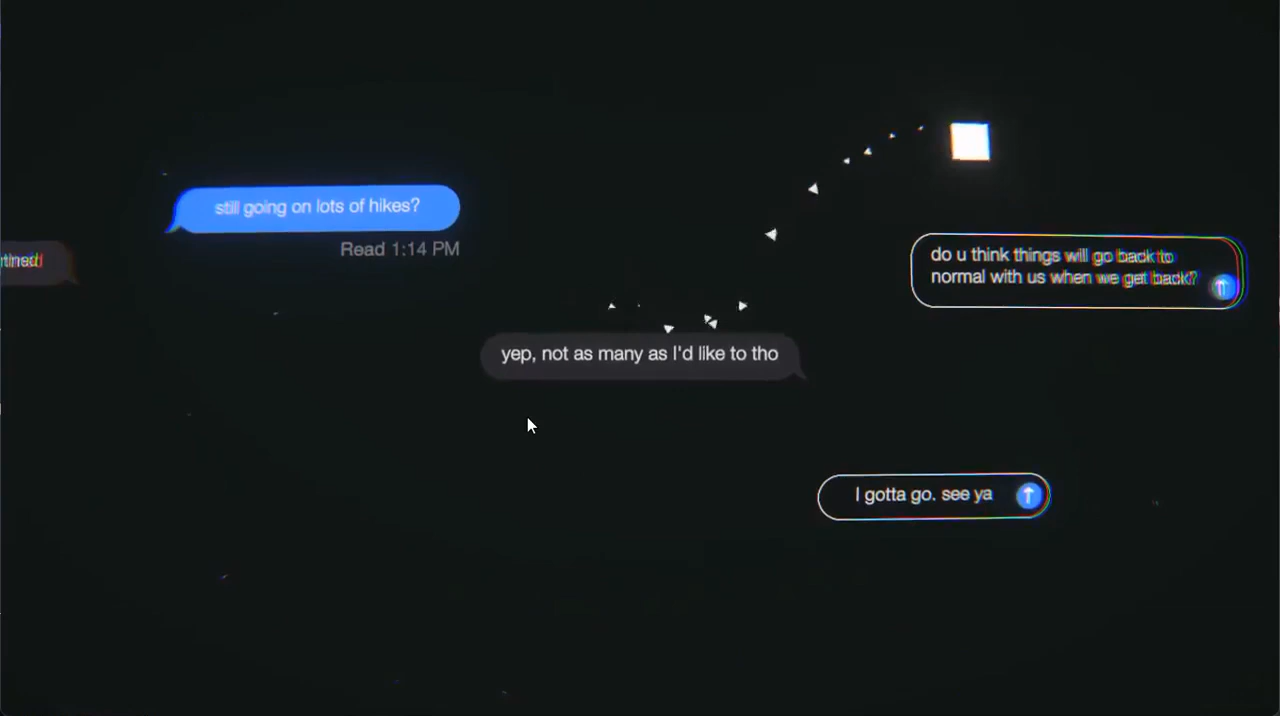 still going on lots of hikes?
Read 1:14 PM
do u think things will go back to
normal with us when we get back?
yep, not as many as I'd like to tho
I gotta go. see ya